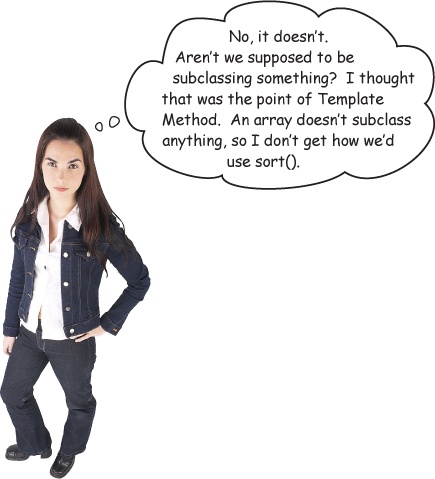 No, it doesn't.
Aren't we supposed to be
subclassing something? I thought
that was the point of Template
Method. An array doesn't subclass
anything, so I don't get how we'd
use sort().